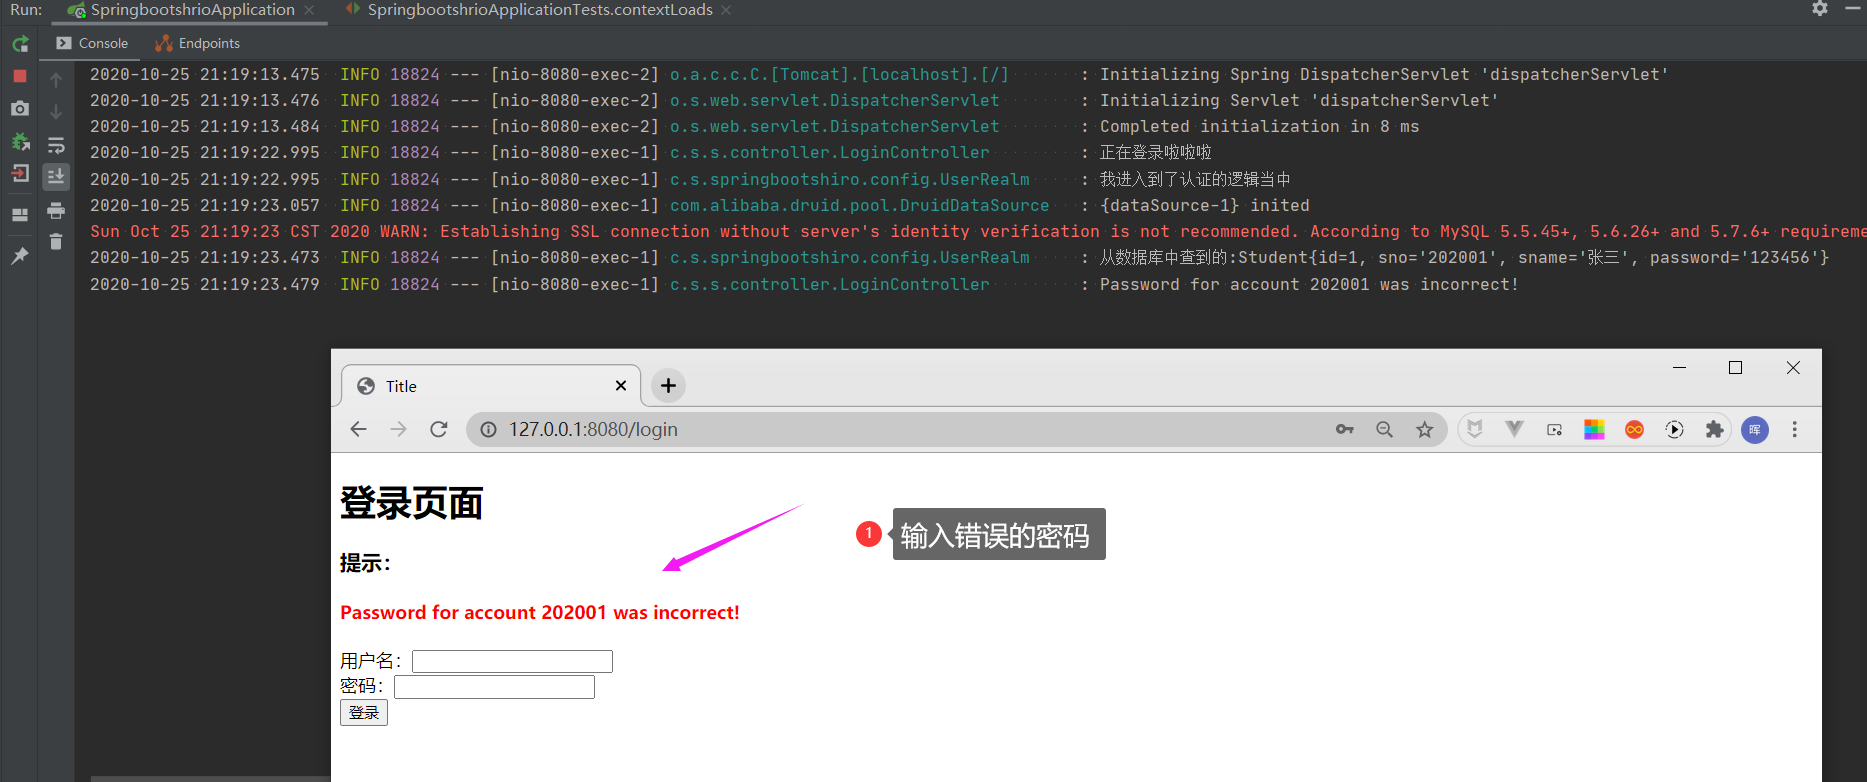 Run: SpringbootshrioApplication SpringbootshrioApplicationTests.contextLoads
Console Endpoints
2020-10-25 21:19:13.475 INFO 18824 --- [nio-8080-exec-2] o.a.c.c.C.[Tomcat].[localhost].[/] : Initializing Spring DispatcherServlet 'dispatcherServlet'
2020-10-25 21:19:13.476 INFO 18824 --- [nio-8080-exec-2] o.s.web.servlet.DispatcherServlet : Initializing Servlet 'dispatcherServlet'
2020-10-25 21:19:13.484 INFO 18824 --- [nio-8080-exec-2] o.s.web.servlet.DispatcherServlet : Completed initialization in 8 ms
2020-10-25 21:19:22.995 INFO 18824 --- [nio-8080-exec-1] c.s.s.controller.LoginController : 正在登录啦啦啦
2020-10-25 21:19:22.995 INFO 18824 --- [nio-8080-exec-1] c.s.springbootshiro.config.UserRealm : 我进入到了认证的逻辑当中
2020-10-25 21:19:23.057 INFO 18824 --- [nio-8080-exec-1] com.alibaba.druid.pool.DruidDataSource : {dataSource-1} inited
Sun Oct 25 21:19:23 CST 2020 WARN: Establishing SSL connection without server's identity verification is not recommended. According to MySQL 5.5.45+, 5.6.26+ and 5.7.6+ requireme
2020-10-25 21:19:23.473 INFO 18824 --- [nio-8080-exec-1] c.s.springbootshiro.config.UserRealm : 从数据库中查到的:Student{id=1, sno='202001', sname='张三', password='123456'}
2020-10-25 21:19:23.479 INFO 18824 --- [nio-8080-exec-1] c.s.s.controller.LoginController : Password for account 202001 was incorrect!
Title
127.0.0.1:8080/login
晖
登录页面
1 输入错误的密码
提示：
Password for account 202001 was incorrect!
用户名：
密码：
登录